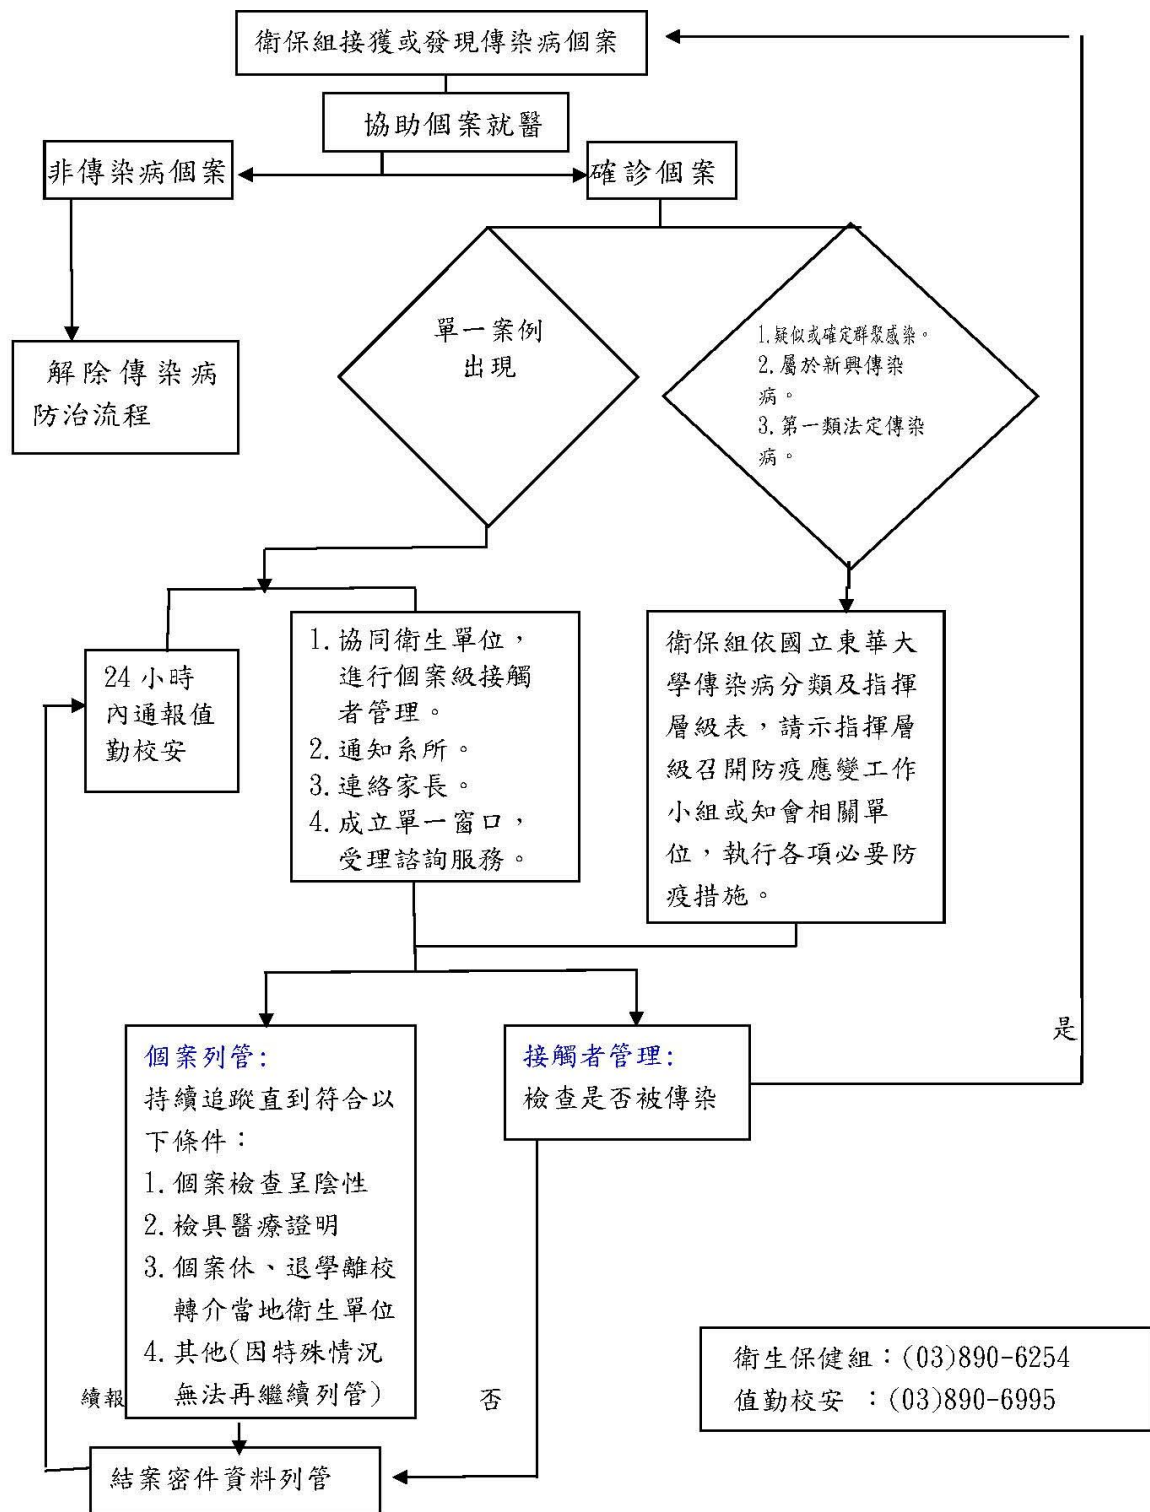 衛保組接獲或發現傳染病個案
協助個案就醫
非傳染病個案
確診個案
單一案例
出現
1.疑似或確定群聚感染。
2.屬於新興傳染
病。
3.第一類法定傳染
病。
解除傳染病
防治流程
24小時
內通報值
勤校安
1.協同衛生單位，
進行個案級接觸
者管理。
2.通知系所。
3.連絡家長。
4.成立單一窗口，
受理諮詢服務。
衛保組依國立東華大
學傳染病分類及指揮
層級表，請示指揮層
級召開防疫應變工作
小組或知會相關單
位，執行各項必要防
疫措施。
個案列管:
持續追蹤直到符合以
下條件：
1.個案檢查呈陰性
2.檢具醫療證明
3.個案休、退學離校
轉介當地衛生單位
4.其他(因特殊情況
無法再繼續列管)
接觸者管理:
檢查是否被傳染
是
續報
否
結案密件資料列管
衛生保健組：(03)890-6254
值勤校安 ：(03)890-6995